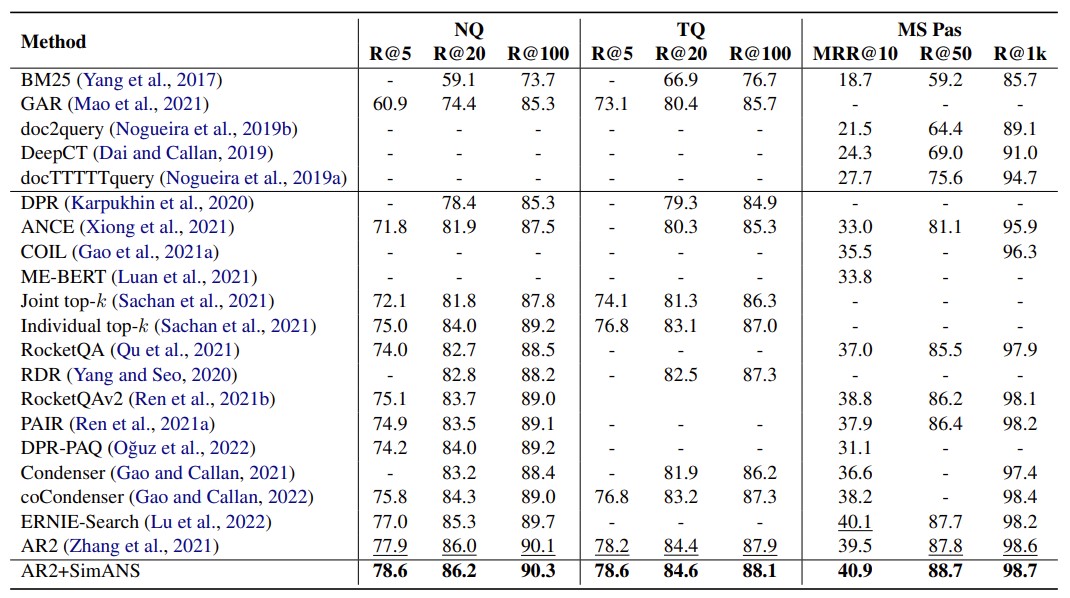 Method NQ TQ MS Pas
R@5 R@20 R@100 R@5 R@20 R@100 MRR@10 R@50 R@1k
BM25 (Yang et al., 2017) - 59.1 73.7 - 66.9 76.7 18.7 59.2 85.7
GAR (Mao et al., 2021) 60.9 74.4 85.3 73.1 80.4 85.7 - - -
doc2query (Nogueira et al., 2019b) - - - - - - 21.5 64.4 89.1
DeepCT (Dai and Callan, 2019) - - - - - - 24.3 69.0 91.0
docTTTTTquery (Nogueira et al., 2019a) - - - - - - 27.7 75.6 94.7
DPR (Karpukhin et al., 2020) - 78.4 85.3 - 79.3 84.9 - - -
ANCE (Xiong et al., 2021) 71.8 81.9 87.5 - 80.3 85.3 33.0 81.1 95.9
COIL (Gao et al., 2021a) - - - - - - 35.5 - 96.3
ME-BERT (Luan et al., 2021) - - - - - - 33.8 - -
Joint top-k (Sachan et al., 2021) 72.1 81.8 87.8 74.1 81.3 86.3 - - -
Individual top-k (Sachan et al., 2021) 75.0 84.0 89.2 76.8 83.1 87.0 - - -
RocketQA (Qu et al., 2021) 74.0 82.7 88.5 - - - 37.0 85.5 97.9
RDR (Yang and Seo, 2020) - 82.8 88.2 - 82.5 87.3 - - -
RocketQAv2 (Ren et al., 2021b) 75.1 83.7 89.0 - - - 38.8 86.2 98.1
PAIR (Ren et al., 2021a) 74.9 83.5 89.1 - - - 37.9 86.4 98.2
DPR-PAQ (Oğuz et al., 2022) 74.2 84.0 89.2 - - - 31.1 - -
Condenser (Gao and Callan, 2021) - 83.2 88.4 - 81.9 86.2 36.6 - 97.4
coCondenser (Gao and Callan, 2022) 75.8 84.3 89.0 76.8 83.2 87.3 38.2 - 98.4
ERNIE-Search (Lu et al., 2022) 77.0 85.3 89.7 - - - 40.1 87.7 98.2
AR2 (Zhang et al., 2021) 77.9 86.0 90.1 78.2 84.4 87.9 39.5 87.8 98.6
AR2+SimANS 78.6 86.2 90.3 78.6 84.6 88.1 40.9 88.7 98.7